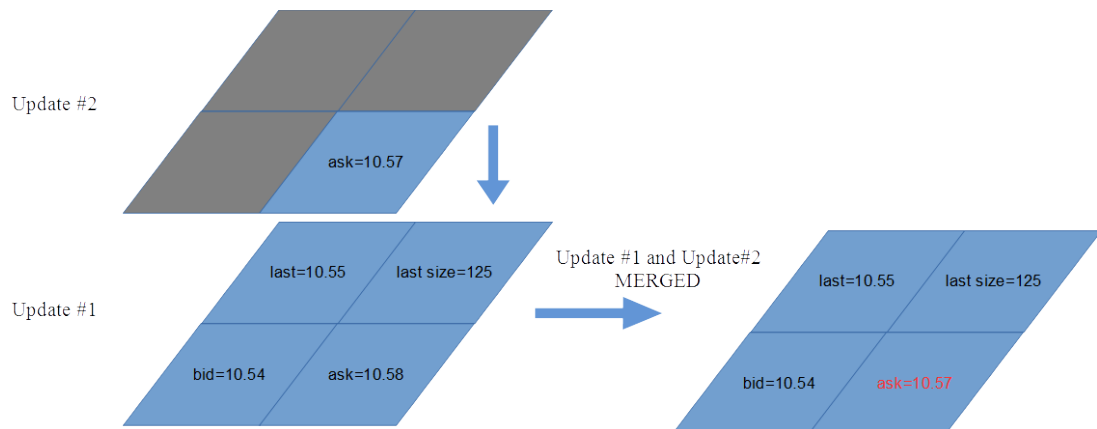 Update #2
ask=10.57
last=10.55
last size=125
Update #1
bid=10.54
ask=10.58
Update #1 and Update#2
MERGED
last=10.55
last size=125
bid=10.54
ask=10.57